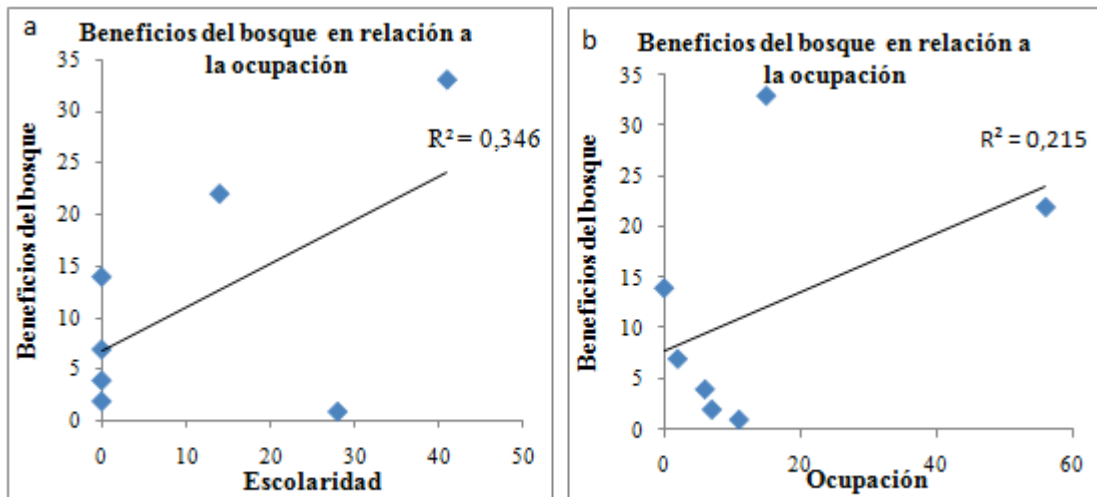 a
Beneficios del bosque en relación a
la ocupación
R² = 0,346
Beneficios del bosque
35
30
25
20
15
10
5
0
0 10 20 30 40 50
Escolaridad
b
Beneficios del bosque en relación a
la ocupación
R² = 0,215
Beneficios del bosque
35
30
25
20
15
10
5
0
0 20 40 60
Ocupación